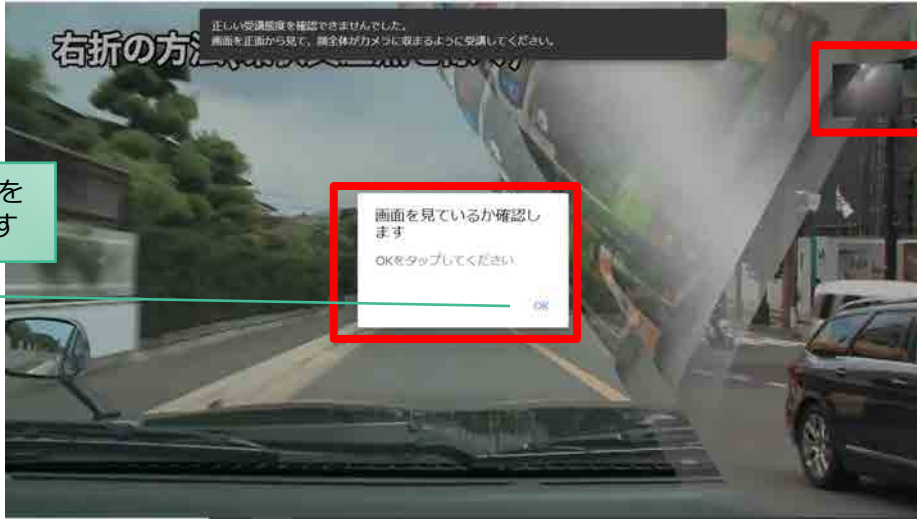 正しい受講態度を確認できませんでした。
画面を正面から見て、顔全体がカメラに収まるように受講してください。
右折の方法
を
す
画面を見ているか確認し
ます
OKをタップしてください
OK